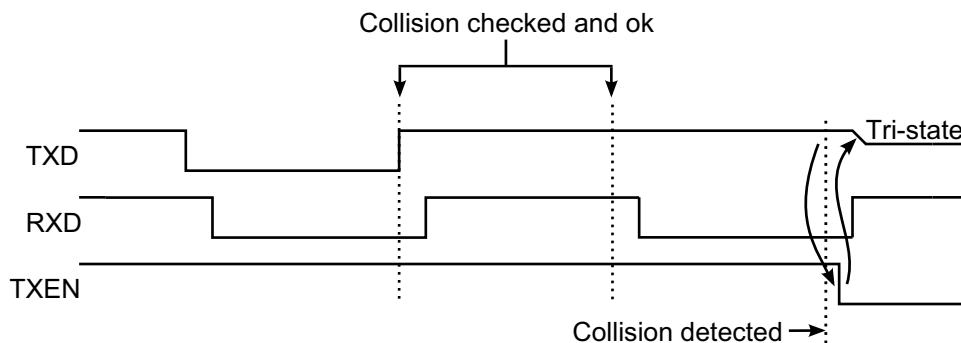 Collision checked and ok
Tri-state
TXD
RXD
TXEN
Collision detected